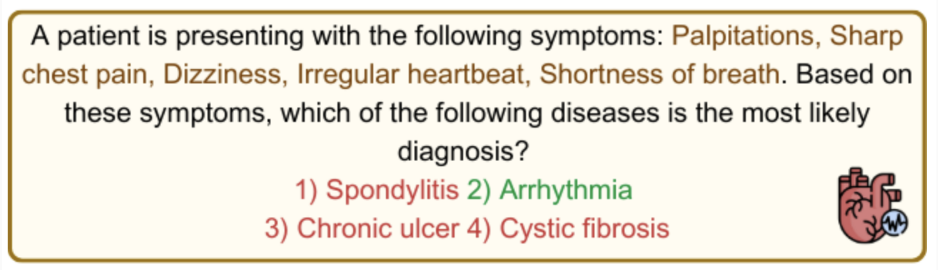 A patient is presenting with the following symptoms: Palpitations, Sharp
chest pain, Dizziness, Irregular heartbeat, Shortness of breath. Based on
these symptoms, which of the following diseases is the most likely
diagnosis?
1) Spondylitis 2) Arrhythmia
3) Chronic ulcer 4) Cystic fibrosis